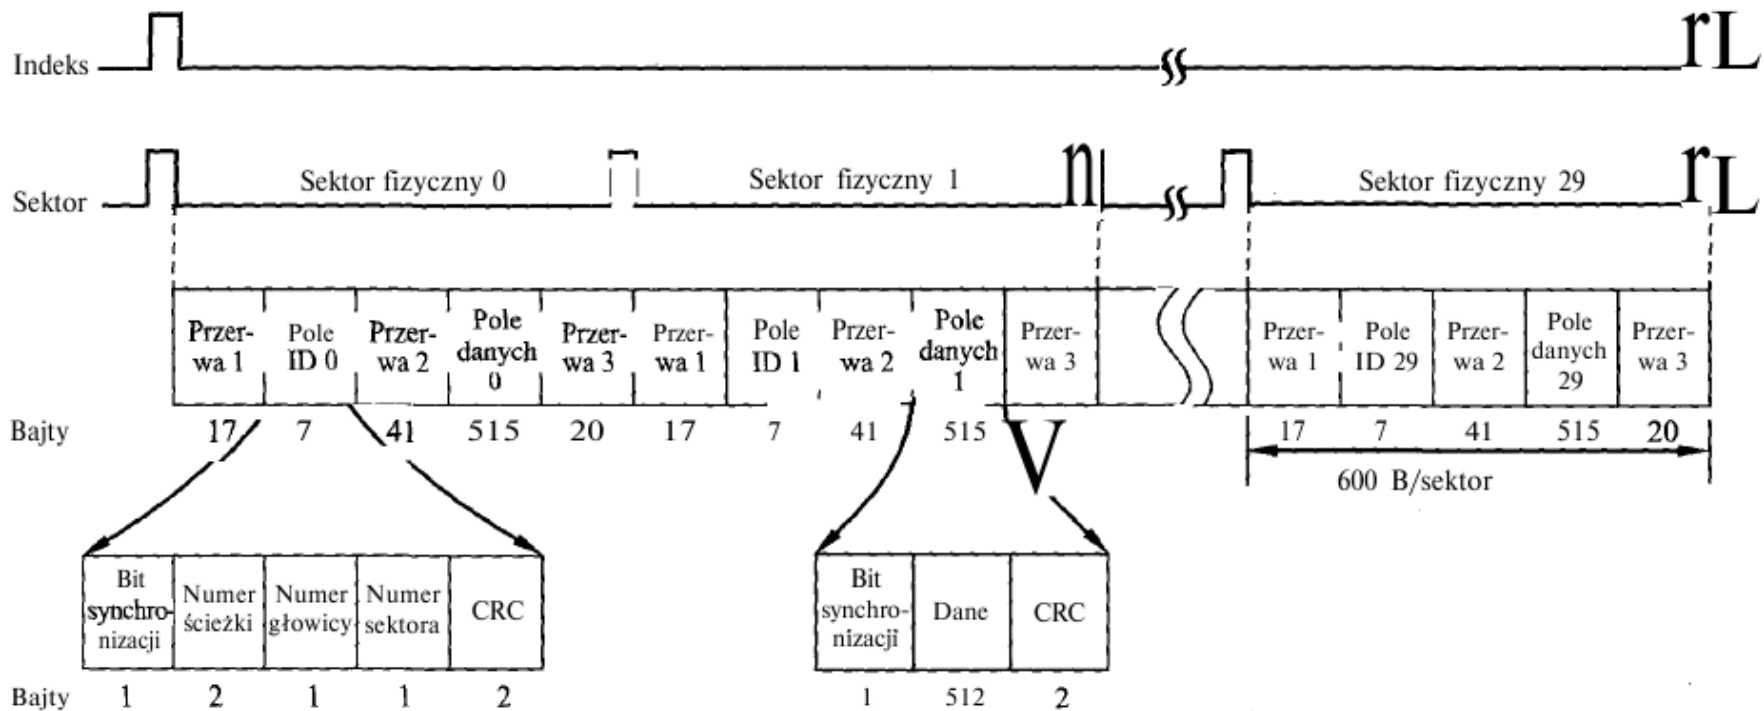 Indeks
Sektor
Sektor fizyczny 0
Sektor fizyczny 1
Sektor fizyczny 29
Przer-
wa 1
Pole
ID 0
Przer-
wa 2
Pole
danych
0
Przer-
wa 3
Przer-
wa 1
Pole
ID 1
Przer-
wa 2
Pole
danych
1
Przer-
wa 3
Przer-
wa 1
Pole
ID 29
Przer-
wa 2
Pole
danych
29
Przer-
wa 3
Bajty 17 7 41 515 20 17 7 41 515 17 7 41 515 20
600 B/sektor
Bit
synchro-
nizacji
Numer
ścieżki
Numer
głowicy
Numer
sektora
CRC
Bit
synchro-
nizacji
Dane
CRC
Bajty 1 2 1 1 2 1 512 2